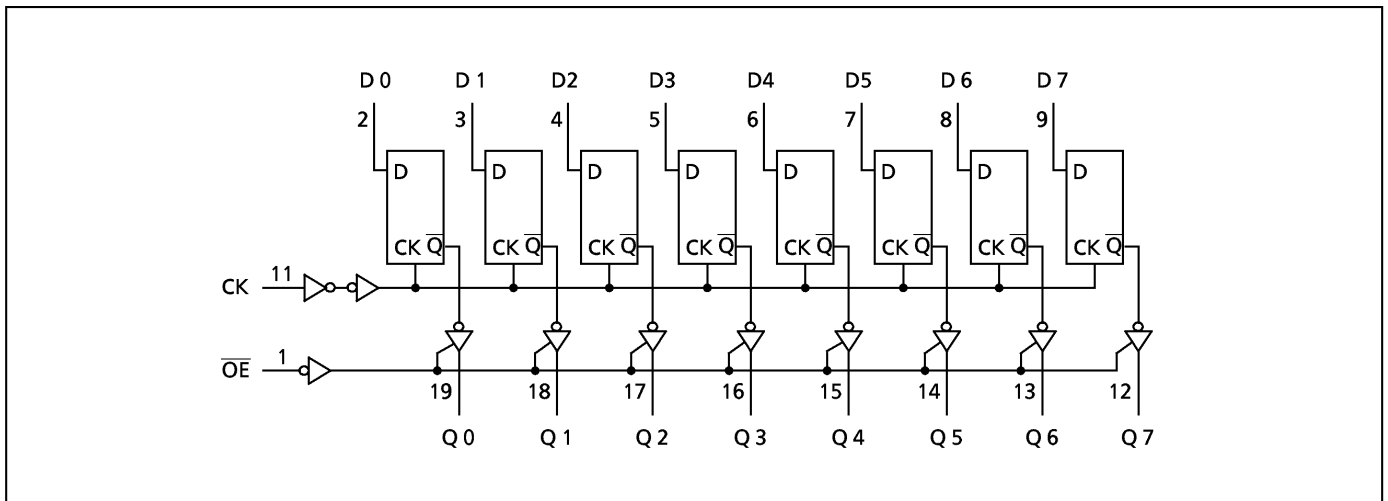 D 0 D 1 D2 D3 D4 D5 D 6 D 7
2 3 4 5 6 7 8 9
D D D D D D D D
CK Q̅ CK Q̅ CK Q̅ CK Q̅ CK Q̅ CK Q̅ CK Q̅ CK Q̅
CK 11
O̅E̅ 1
19 18 17 16 15 14 13 12
Q 0 Q 1 Q 2 Q 3 Q 4 Q 5 Q 6 Q 7